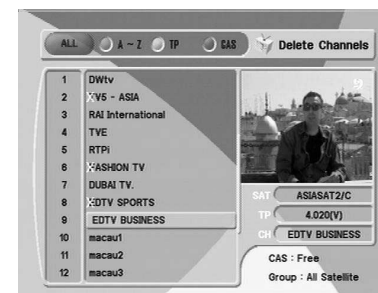 ALL A ~ Z TP CAS Delete Channels
1 DWtv
2 XV5 - ASIA
3 RAI International
4 TVE
5 RTPi
6 XASHION TV
7 DUBAI TV.
8 XDTV SPORTS
9 EDTV BUSINESS
10 macau1
11 macau2
12 macau3
SAT ASIASAT2/C
TP 4.020(V)
CH EDTV BUSINESS
CAS : Free
Group : All Satellite